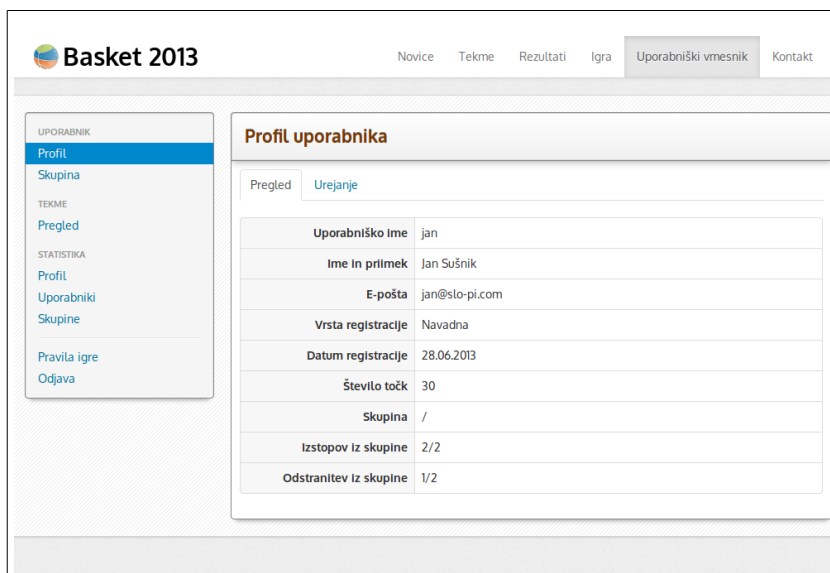 Basket 2013
Novice Tekme Rezultati Igra Uporabniški vmesnik Kontakt
UPORABNIK
Profil
Skupina
TEKME
Pregled
STATISTIKA
Profil
Uporabniki
Skupine
Pravila igre
Odjava
Profil uporabnika
Pregled Urejanje
Uporabniško ime jan
Ime in priimek Jan Sušnik
E-pošta jan@slo-pi.com
Vrsta registracije Navadna
Datum registracije 28.06.2013
Število točk 30
Skupina /
Izstopov iz skupine 2/2
Odstranitev iz skupine 1/2